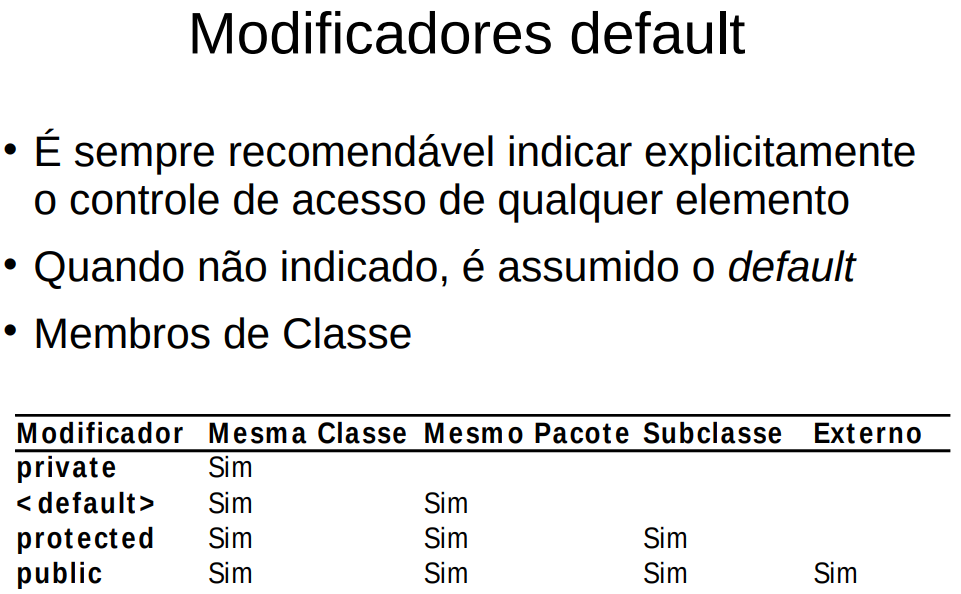 Modificadores default
• É sempre recomendável indicar explicitamente
o controle de acesso de qualquer elemento
• Quando não indicado, é assumido o default
• Membros de Classe
Modificador Mesma Classe Mesmo Pacote Subclasse Externo
private Sim
<default> Sim Sim
protected Sim Sim Sim
public Sim Sim Sim Sim